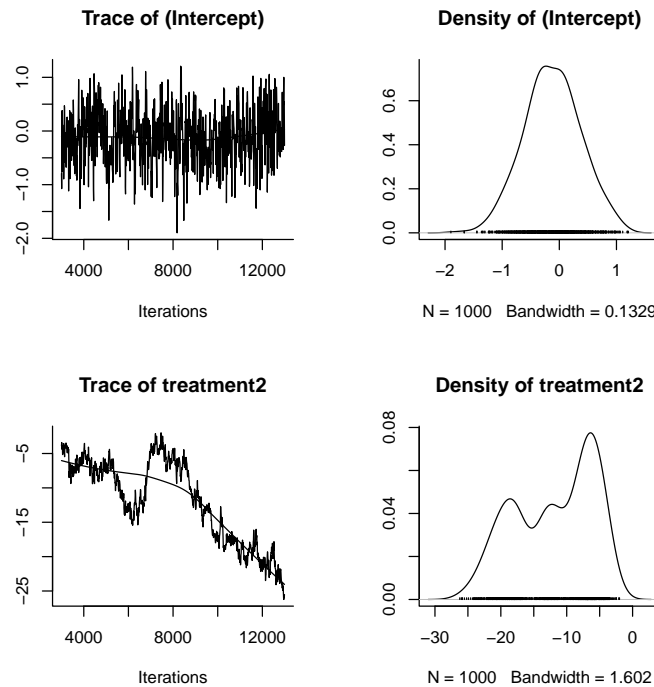 Trace of (Intercept)
1.0
0.0
−1.0
−2.0
4000 8000 12000
Iterations
Density of (Intercept)
0.6
0.4
0.2
0.0
−2 −1 0 1
N = 1000 Bandwidth = 0.1329
Trace of treatment2
−5
−15
−25
4000 8000 12000
Iterations
Density of treatment2
0.08
0.04
0.00
−30 −20 −10 0
N = 1000 Bandwidth = 1.602